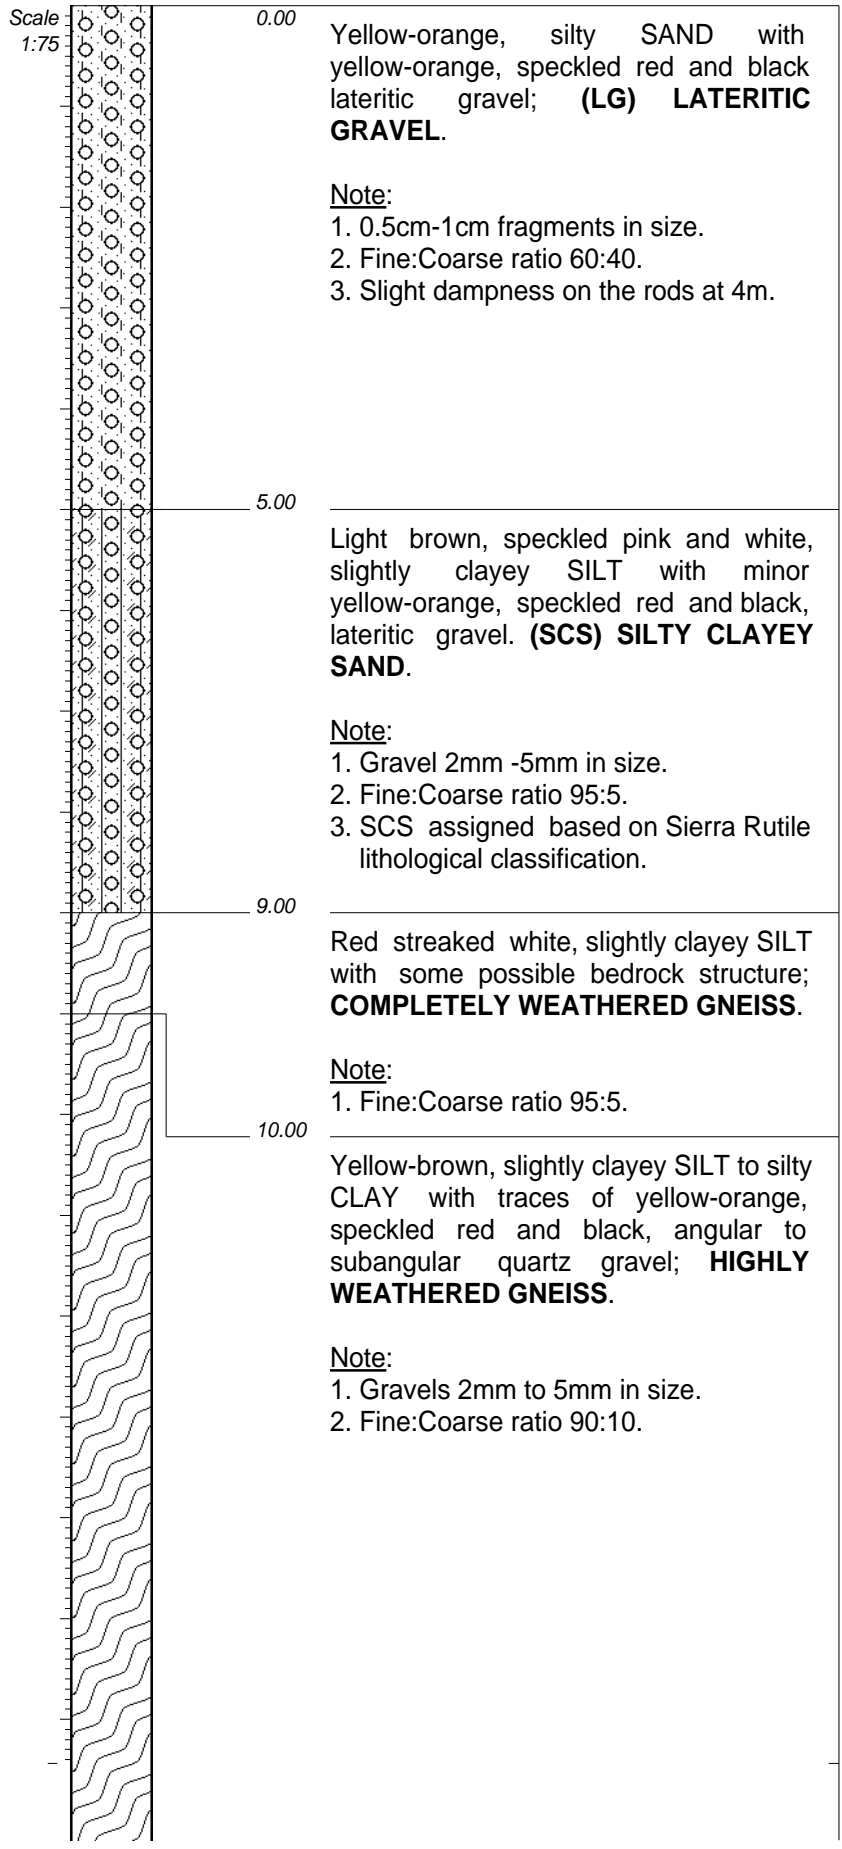 Scale
1:75
0.00
Yellow-orange, silty SAND with
yellow-orange, speckled red and black
lateritic gravel; (LG) LATERITIC
GRAVEL.
Note:
1. 0.5cm-1cm fragments in size.
2. Fine:Coarse ratio 60:40.
3. Slight dampness on the rods at 4m.
5.00
Light brown, speckled pink and white,
slightly clayey SILT with minor
yellow-orange, speckled red and black,
lateritic gravel. (SCS) SILTY CLAYEY
SAND.
Note:
1. Gravel 2mm -5mm in size.
2. Fine:Coarse ratio 95:5.
3. SCS assigned based on Sierra Rutile
lithological classification.
9.00
Red streaked white, slightly clayey SILT
with some possible bedrock structure;
COMPLETELY WEATHERED GNEISS.
Note:
1. Fine:Coarse ratio 95:5.
10.00
Yellow-brown, slightly clayey SILT to silty
CLAY with traces of yellow-orange,
speckled red and black, angular to
subangular quartz gravel; HIGHLY
WEATHERED GNEISS.
Note:
1. Gravels 2mm to 5mm in size.
2. Fine:Coarse ratio 90:10.